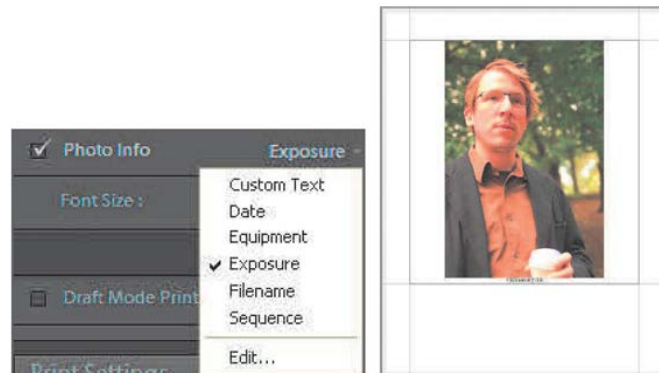 Photo Info Exposure
Font Size :
Draft Mode Print
Print Settings
Custom Text
Date
Equipment
Exposure
Filename
Sequence
Edit...